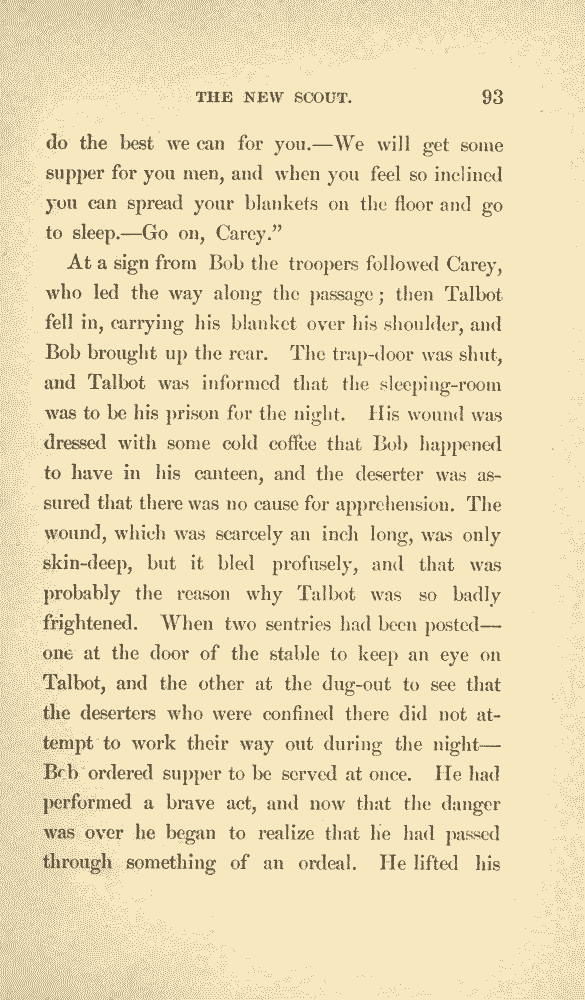 THE NEW SCOUT. 93
do the best we can for you.—We will get some
supper for you men, and when you feel so inclined
you can spread your blankets on the floor and go
to sleep.—Go on, Carey.”
At a sign from Bob the troopers followed Carey,
who led the way along the passage; then Talbot
fell in, carrying his blanket over his shoulder, and
Bob brought up the rear. The trap-door was shut,
and Talbot was informed that the sleeping-room
was to be his prison for the night. His wound was
dressed with some cold coffee that Bob happened
to have in his canteen, and the deserter was as-
sured that there was no cause for apprehension. The
wound, which was scarcely an inch long, was only
skin-deep, but it bled profusely, and that was
probably the reason why Talbot was so badly
frightened. When two sentries had been posted—
one at the door of the stable to keep an eye on
Talbot, and the other at the dug-out to see that
the deserters who were confined there did not at-
tempt to work their way out during the night—
Bob ordered supper to be served at once. He had
performed a brave act, and now that the danger
was over he began to realize that he had passed
through something of an ordeal. He lifted his